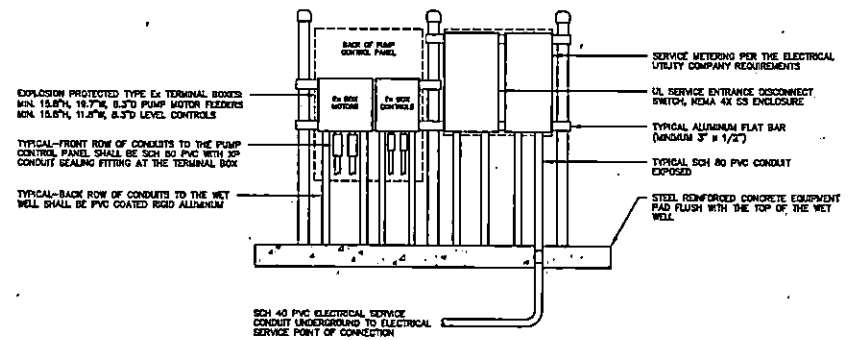 BACK OF PUMP
CONTROL PANEL
EXPLOSION PROTECTED TYPE Ex TERMINAL BOXES:
MIN. 15.8"H, 19.7"W, 8.3"D PUMP MOTOR FEEDERS
MIN. 15.8"H, 11.8"W, 8.3"D LEVEL CONTROLS
Ex BOX
MOTORS
Ex BOX
CONTROLS
TYPICAL-FRONT ROW OF CONDUITS TO THE PUMP
CONTROL PANEL SHALL BE SCH 80 PVC WITH XP
CONDUIT SEALING FITTING AT THE TERMINAL BOX
TYPICAL-BACK ROW OF CONDUITS TO THE WET
WELL SHALL BE PVC COATED RIGID ALUMINUM
SERVICE METERING PER THE ELECTRICAL
UTILITY COMPANY REQUIREMENTS
UL SERVICE ENTRANCE DISCONNECT
SWITCH, NEMA 4X SS ENCLOSURE
TYPICAL ALUMINUM FLAT BAR
(MINIMUM 3" x 1/2")
TYPICAL SCH 80 PVC CONDUIT
EXPOSED
STEEL REINFORCED CONCRETE EQUIPMENT
PAD FLUSH WITH THE TOP OF THE WET
WELL
SCH 40 PVC ELECTRICAL SERVICE
CONDUIT UNDERGROUND TO ELECTRICAL
SERVICE POINT OF CONNECTION